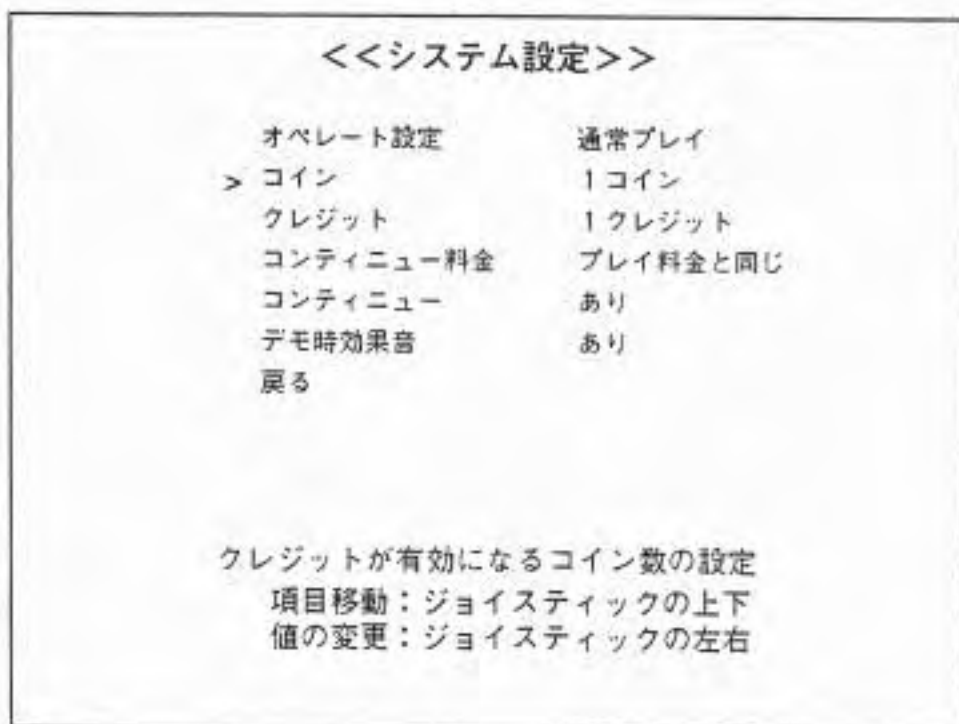 <<システム設定>>
オペレート設定 通常プレイ
> コイン 1コイン
クレジット 1クレジット
コンティニュー料金 プレイ料金と同じ
コンティニュー あり
デモ時効果音 あり
戻る
クレジットが有効になるコイン数の設定
項目移動：ジョイスティックの上下
値の変更：ジョイスティックの左右